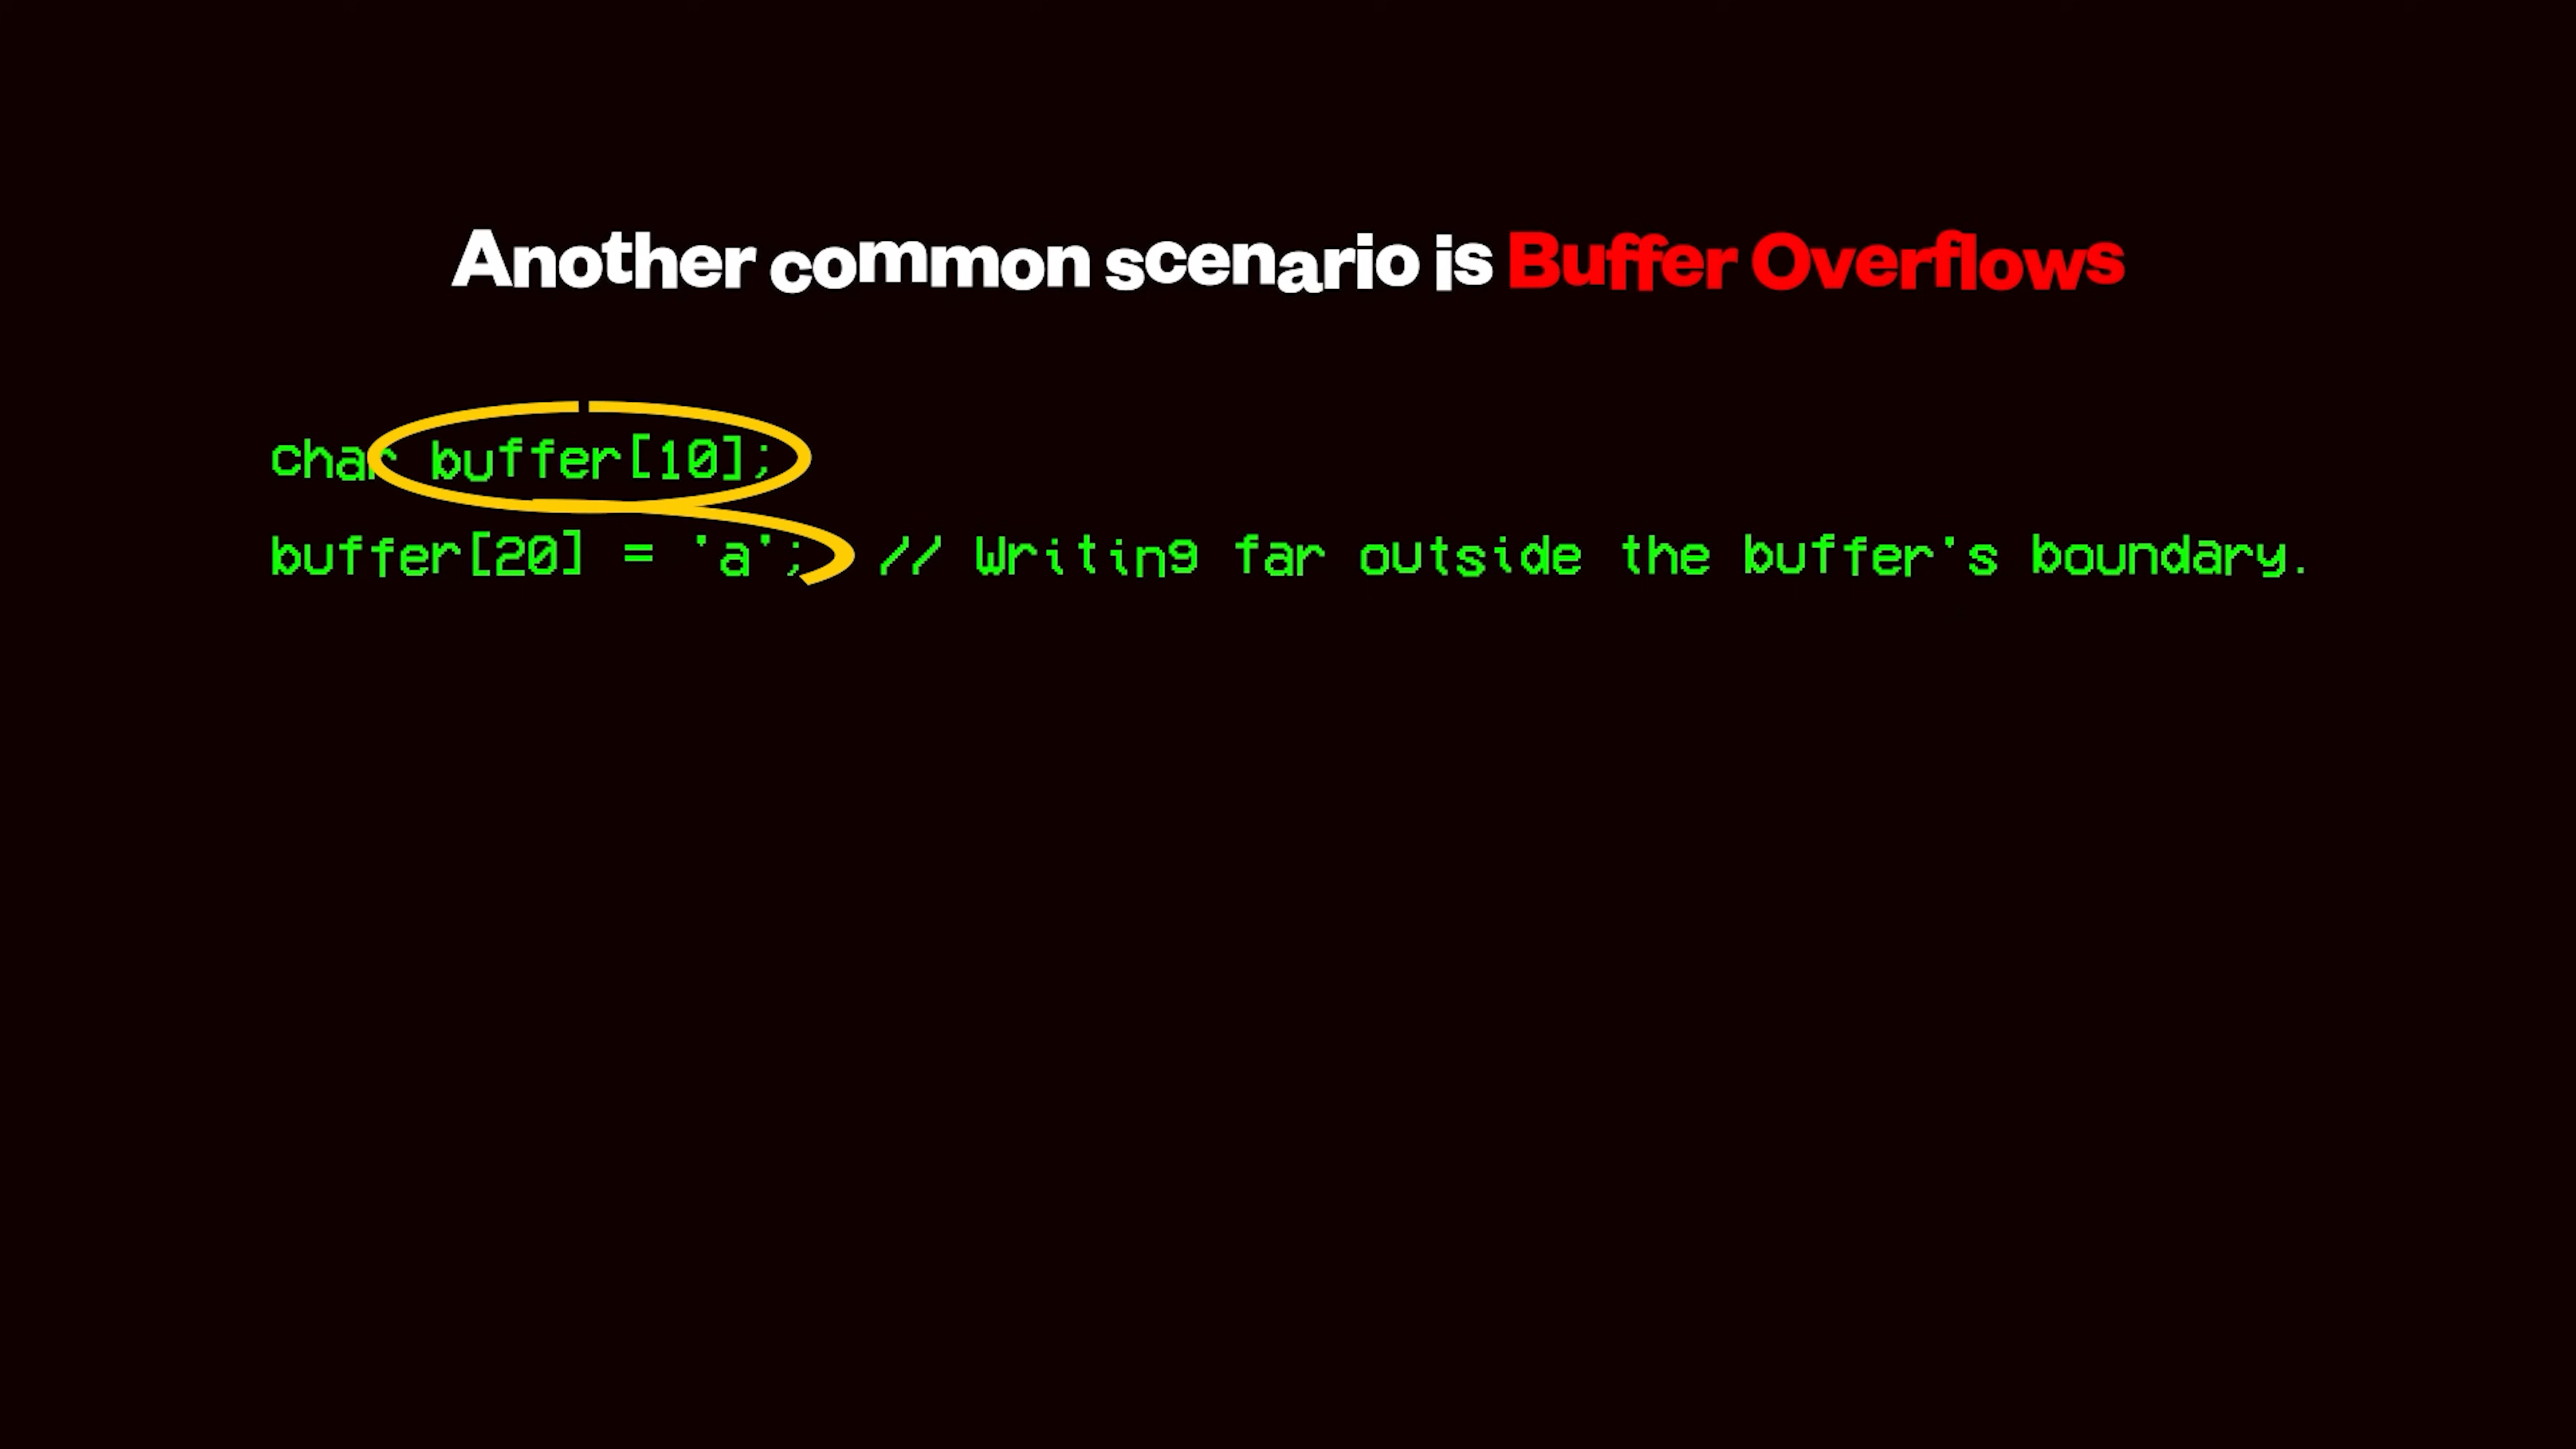 Another common scenario is Buffer Overflows
char buffer[10];
buffer[20] = 'a';  // Writing far outside the buffer's boundary.